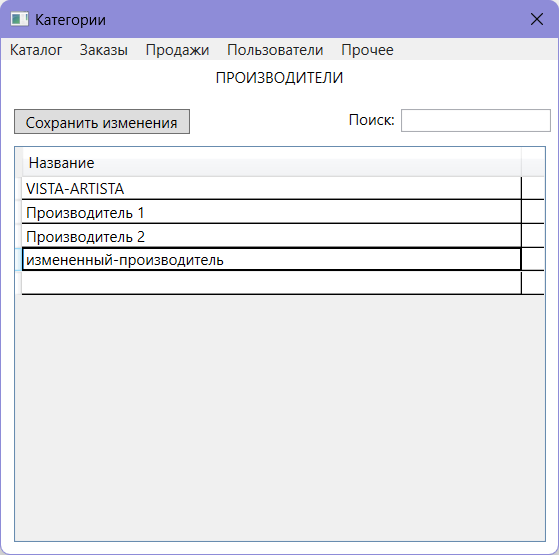 Категории
Каталог Заказы Продажи Пользователи Прочее
ПРОИЗВОДИТЕЛИ
Сохранить изменения Поиск:
Название
VISTA-ARTISTA
Производитель 1
Производитель 2
измененный-производитель